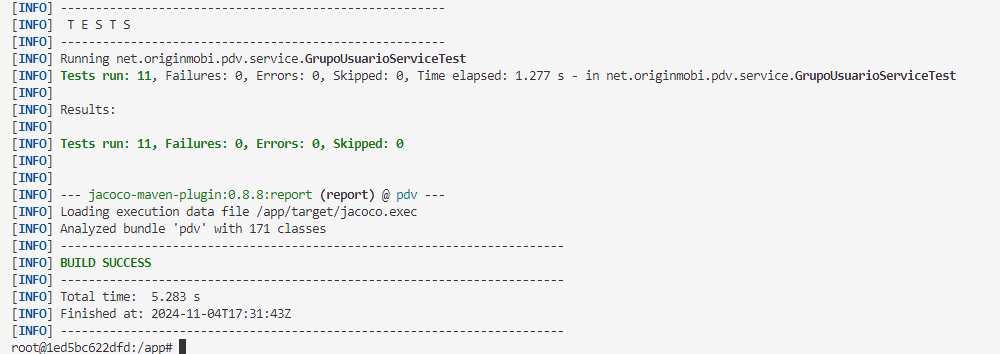 [INFO] -------------------------------------------------------
[INFO]  T E S T S
[INFO] -------------------------------------------------------
[INFO] Running net.originmobi.pdv.service.GrupoUsuarioServiceTest
[INFO] Tests run: 11, Failures: 0, Errors: 0, Skipped: 0, Time elapsed: 1.277 s - in net.originmobi.pdv.service.GrupoUsuarioServiceTest
[INFO]
[INFO] Results:
[INFO]
[INFO] Tests run: 11, Failures: 0, Errors: 0, Skipped: 0
[INFO]
[INFO]
[INFO] --- jacoco-maven-plugin:0.8.8:report (report) @ pdv ---
[INFO] Loading execution data file /app/target/jacoco.exec
[INFO] Analyzed bundle 'pdv' with 171 classes
[INFO] ------------------------------------------------------------------------
[INFO] BUILD SUCCESS
[INFO] ------------------------------------------------------------------------
[INFO] Total time:  5.283 s
[INFO] Finished at: 2024-11-04T17:31:43Z
[INFO] ------------------------------------------------------------------------
root@1ed5bc622dfd:/app#